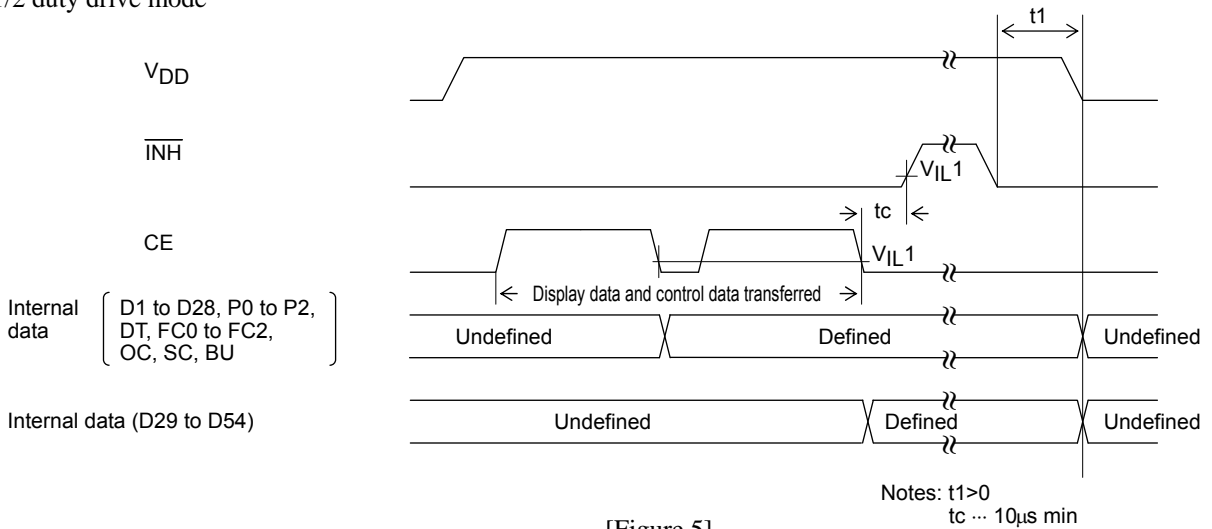 1/2 duty drive mode
t1
VDD
INH
VIL1
tc
CE
VIL1
Display data and control data transferred
Internal data
D1 to D28, P0 to P2,
DT, FC0 to FC2,
OC, SC, BU
Undefined
Defined
Undefined
Internal data (D29 to D54)
Undefined
Defined
Undefined
Notes: t1>0
tc ··· 10μs min
[Figure 5]